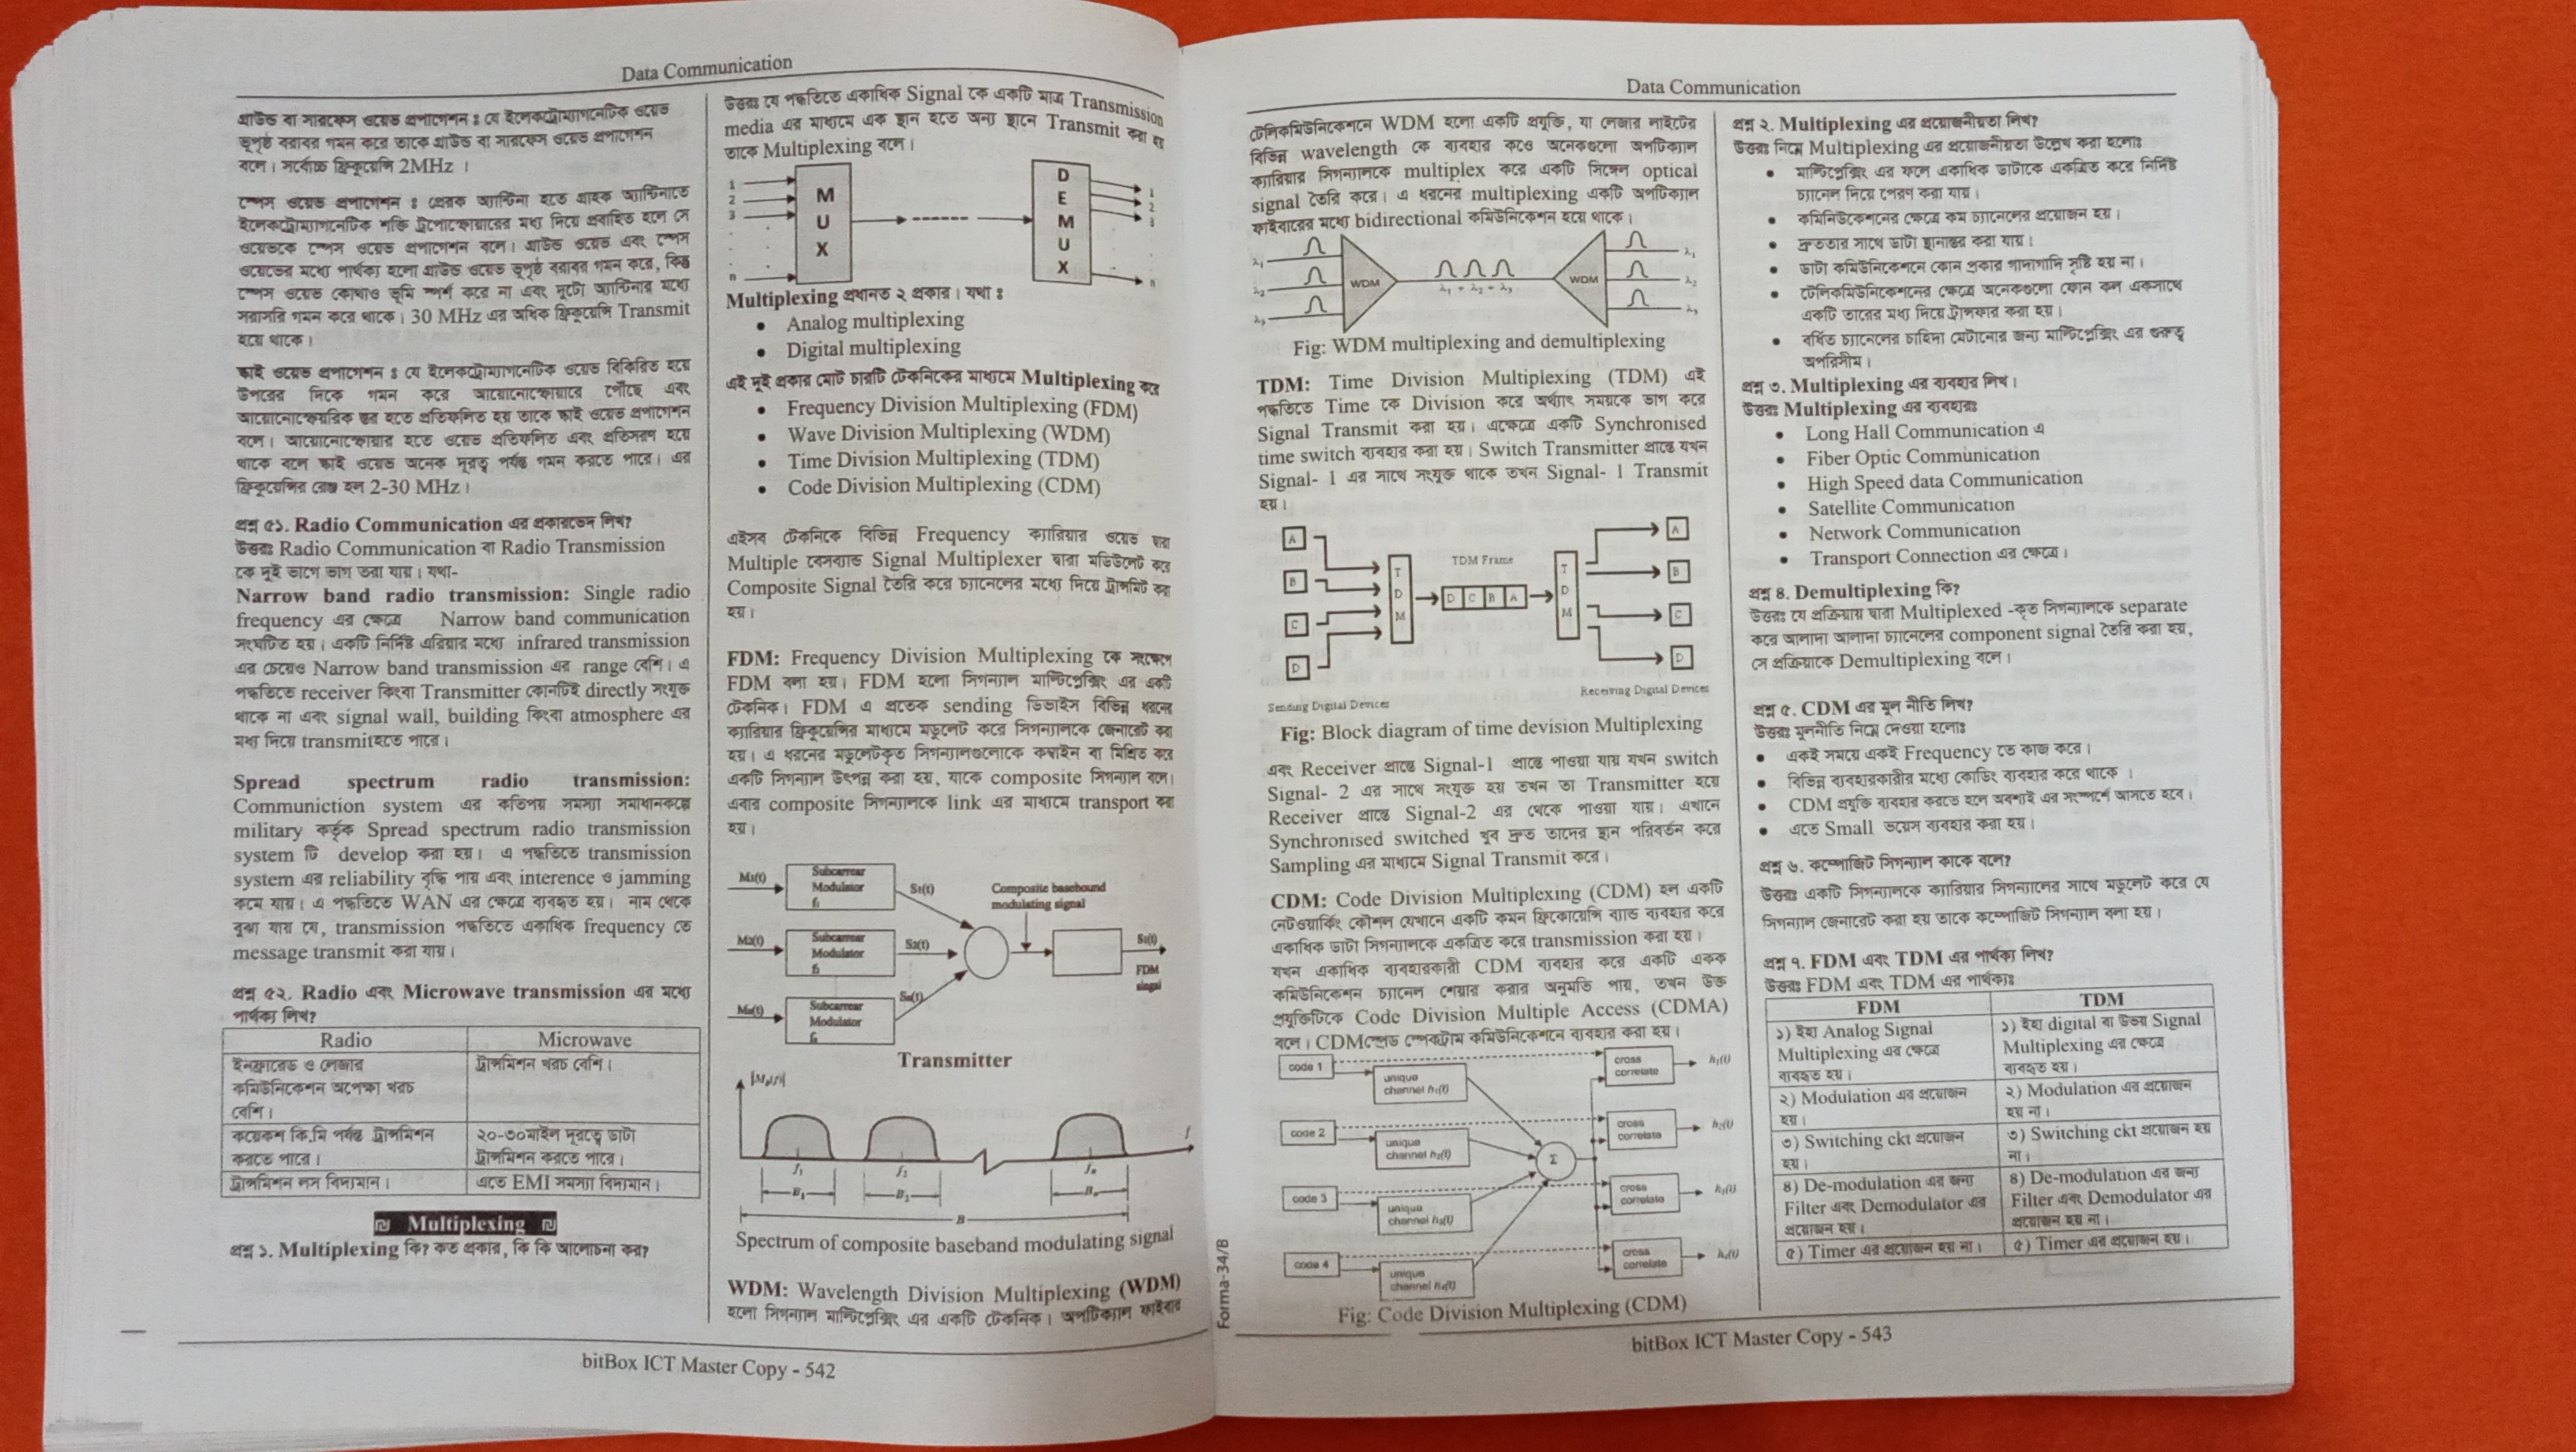 Data Communication
গ্রাউন্ড বা সারফেস ওয়েভ প্রপাগেশন : যে ইলেকট্রোম্যাগনেটিক ওয়েভ
ভূপৃষ্ঠ বরাবর গমন করে তাকে গ্রাউন্ড বা সারফেস ওয়েভ প্রপাগেশন
বলে। সর্বোচ্চ ফ্রিকুয়েন্সি 2MHz ।
স্পেস ওয়েভ প্রপাগেশন : প্রেরক অ্যান্টিনা হতে গ্রাহক অ্যান্টিনাতে
ইলেকট্রোম্যাগনেটিক শক্তি ট্রপোস্ফোয়ারের মধ্য দিয়ে প্রবাহিত হলে সে
ওয়েভকে স্পেস ওয়েভ প্রপাগেশন বলে। গ্রাউন্ড ওয়েভ এবং স্পেস
ওয়েভের মধ্যে পার্থক্য হলো গ্রাউন্ড ওয়েভ ভূপৃষ্ঠ বরাবর গমন করে, কিন্তু
স্পেস ওয়েভ কোথাও ভূমি স্পর্শ করে না এবং দুটো অ্যান্টিনার মধ্যে
সরাসরি গমন করে থাকে। 30 MHz এর অধিক ফ্রিকুয়েন্সি Transmit
হয়ে থাকে।
স্কাই ওয়েভ প্রপাগেশন : যে ইলেকট্রোম্যাগনেটিক ওয়েভ বিকিরিত হয়ে
উপরের দিকে গমন করে আয়োনোস্ফোয়ারে পৌঁছে এবং
আয়োনোস্ফেয়রিক স্তর হতে প্রতিফলিত হয় তাকে স্কাই ওয়েভ প্রপাগেশন
বলে। আয়োনোস্ফোয়ার হতে ওয়েভ প্রতিফলিত এবং প্রতিসরণ হয়ে
থাকে বলে স্কাই ওয়েভ অনেক দূরত্ব পর্যন্ত গমন করতে পারে। এর
ফ্রিকুয়েন্সির রেঞ্জ হল 2-30 MHz।
প্রশ্ন ৫১. Radio Communication এর প্রকারভেদ লিখ?
উত্তরঃ Radio Communication বা Radio Transmission
কে দুই ভাগে ভাগ তরা যায়। যথা-
Narrow band radio transmission: Single radio
frequency এর ক্ষেত্রে Narrow band communication
সংঘটিত হয়। একটি নির্দিষ্ট এরিয়ার মধ্যে infrared transmission
এর চেয়েও Narrow band transmission এর range বেশি। এ
পদ্ধতিতে receiver কিংবা Transmitter কোনটিই directly সংযুক্ত
থাকে না এবং signal wall, building কিংবা atmosphere এর
মধ্য দিয়ে transmitহতে পারে।
Spread spectrum radio transmission:
Communiction system এর কতিপয় সমস্যা সমাধানকল্পে
military কর্তৃক Spread spectrum radio transmission
system টি develop করা হয়। এ পদ্ধতিতে transmission
system এর reliability বৃদ্ধি পায় এবং interence ও jamming
কমে যায়। এ পদ্ধতিতে WAN এর ক্ষেত্রে ব্যবহৃত হয়। নাম থেকে
বুঝা যায় যে, transmission পদ্ধতিতে একাধিক frequency তে
message transmit করা যায়।
প্রশ্ন ৫২. Radio এবং Microwave transmission এর মধ্যে
পার্থক্য লিখ?
Radio Microwave
ইনফ্রারেড ও লেজার ট্রান্সমিশন খরচ বেশি।
কমিউনিকেশন অপেক্ষা খরচ
বেশি।
কয়েকশ কি.মি পর্যন্ত ট্রান্সমিশন ২০-৩০মাইল দূরত্বে ডাটা
করতে পারে। ট্রান্সমিশন করতে পারে।
ট্রান্সমিশন লস বিদ্যমান। এতে EMI সমস্যা বিদ্যমান।
Multiplexing
প্রশ্ন ১. Multiplexing কি? কত প্রকার, কি কি আলোচনা কর?
উত্তরঃ যে পদ্ধতিতে একাধিক Signal কে একটি মাত্র Transmission
media এর মাধ্যমে এক স্থান হতে অন্য স্থানে Transmit করা হয়
তাকে Multiplexing বলে।
1
2
3
n
M
U
X
D
E
M
U
X
1
2
3
n
Multiplexing প্রধানত ২ প্রকার। যথা :
• Analog multiplexing
• Digital multiplexing
এই দুই প্রকার মোট চারটি টেকনিকের মাধ্যমে Multiplexing করে
• Frequency Division Multiplexing (FDM)
• Wave Division Multiplexing (WDM)
• Time Division Multiplexing (TDM)
• Code Division Multiplexing (CDM)
এইসব টেকনিকে বিভিন্ন Frequency ক্যারিয়ার ওয়েভ দ্বারা
Multiple বেসব্যান্ড Signal Multiplexer দ্বারা মডিউলেট করে
Composite Signal তৈরি করে চ্যানেলের মধ্যে দিয়ে ট্রান্সমিট করা
হয়।
FDM: Frequency Division Multiplexing কে সংক্ষেপে
FDM বলা হয়। FDM হলো সিগন্যাল মাল্টিপ্লেক্সিং এর একটি
টেকনিক। FDM এ প্রতেক sending ডিভাইস বিভিন্ন ধরনের
ক্যারিয়ার ফ্রিকুয়েন্সির মাধ্যমে মডুলেট করে সিগন্যালকে জেনারেট করা
হয়। এ ধরনের মডুলেটকৃত সিগন্যালগুলোকে কম্বাইন বা মিশ্রিত করে
একটি সিগন্যাল উৎপন্ন করা হয়, যাকে composite সিগন্যাল বলে।
এবার composite সিগন্যালকে link এর মাধ্যমে transport করা
হয়।
M1(t) Subcarrear Modulator f1 S1(t)
Composite basebound
modulating signal
M2(t) Subcarrear Modulator f2 S2(t)
Ss(t)
FDM
singal
Mn(t) Subcarrear Modulator fn Sn(t)
Transmitter
f
f1 f2 fn
B1 B2 Bn
B
Spectrum of composite baseband modulating signal
WDM: Wavelength Division Multiplexing (WDM)
হলো সিগন্যাল মাল্টিপ্লেক্সিং এর একটি টেকনিক। অপটিক্যাল ফাইবার
bitBox ICT Master Copy - 542
Data Communication
টেলিকমিউনিকেশনে WDM হলো একটি প্রযুক্তি, যা লেজার লাইটের
বিভিন্ন wavelength কে ব্যবহার কওে অনেকগুলো অপটিক্যাল
ক্যারিয়ার সিগন্যালকে multiplex করে একটি সিঙ্গেল optical
signal তৈরি করে। এ ধরনের multiplexing একটি অপটিক্যাল
ফাইবারের মধ্যে bidirectional কমিউনিকেশন হয়ে থাকে।
λ1
λ2
λ3
WDM
λ1 + λ2 + λ3
WDM
λ1
λ2
λ3
Fig: WDM multiplexing and demultiplexing
TDM: Time Division Multiplexing (TDM) এই
পদ্ধতিতে Time কে Division করে অর্থ্যাৎ সময়কে ভাগ করে
Signal Transmit করা হয়। এক্ষেত্রে একটি Synchronised
time switch ব্যবহার করা হয়। Switch Transmitter প্রান্তে যখন
Signal- 1 এর সাথে সংযুক্ত থাকে তখন Signal- 1 Transmit
হয়।
A
B
C
D
T
D
M
TDM Frame
D C B A
T
D
M
A
B
C
D
Receiving Digital Devices
Sending Digital Devices
Fig: Block diagram of time devision Multiplexing
এবং Receiver প্রান্তে Signal-1 প্রান্তে পাওয়া যায় যখন switch
Signal- 2 এর সাথে সংযুক্ত হয় তখন তা Transmitter হয়ে
Receiver প্রান্তে Signal-2 এর থেকে পাওয়া যায়। এখানে
Synchronised switched খুব দ্রুত তাদের স্থান পরিবর্তন করে
Sampling এর মাধ্যমে Signal Transmit করে।
CDM: Code Division Multiplexing (CDM) হল একটি
নেটওয়ার্কিং কৌশল যেখানে একটি কমন ফ্রিকোয়েন্সি ব্যান্ড ব্যবহার করে
একাধিক ডাটা সিগন্যালকে একত্রিত করে transmission করা হয়।
যখন একাধিক ব্যবহারকারী CDM ব্যবহার করে একটি একক
কমিউনিকেশন চ্যানেল শেয়ার করার অনুমতি পায়, তখন উক্ত
প্রযুক্তিটিকে Code Division Multiple Access (CDMA)
বলে। CDMস্প্রেড স্পেকট্রাম কমিউনিকেশনে ব্যবহার করা হয়।
code 1 unique channel h1(t) cross correlate h1(t)
code 2 unique channel h2(t) cross correlate h2(t)
Σ
code 3 unique channel h3(t) cross correlate h3(t)
code 4 unique channel h4(t) cross correlate h4(t)
Fig: Code Division Multiplexing (CDM)
Forma-34/B
প্রশ্ন ২. Multiplexing এর প্রয়োজনীয়তা লিখ?
উত্তরঃ নিম্নে Multiplexing এর প্রয়োজনীয়তা উল্লেখ করা হলোঃ
• মাল্টিপ্লেক্সিং এর ফলে একাধিক ডাটাকে একত্রিত করে নির্দিষ্ট
চ্যানেল দিয়ে প্রেরণ করা যায়।
• কমিনিউকেশনের ক্ষেত্রে কম চ্যানেলের প্রয়োজন হয়।
• দ্রুততার সাথে ডাটা স্থানান্তর করা যায়।
• ডাটা কমিউনিকেশনে কোন প্রকার গাদাগাদি সৃষ্টি হয় না।
• টেলিকমিউনিকেশনের ক্ষেত্রে অনেকগুলো ফোন কল একসাথে
একটি তারের মধ্য দিয়ে ট্রান্সফার করা হয়।
• বর্ধিত চ্যানেলের চাহিদা মেটানোর জন্য মাল্টিপ্লেক্সিং এর গুরুত্ব
অপরিসীম।
প্রশ্ন ৩. Multiplexing এর ব্যবহার লিখ।
উত্তরঃ Multiplexing এর ব্যবহারঃ
• Long Hall Communication এ
• Fiber Optic Communication
• High Speed data Communication
• Satellite Communication
• Network Communication
• Transport Connection এর ক্ষেত্রে।
প্রশ্ন ৪. Demultiplexing কি?
উত্তরঃ যে প্রক্রিয়ায় দ্বারা Multiplexed -কৃত সিগন্যালকে separate
করে আলাদা আলাদা চ্যানেলের component signal তৈরি করা হয়,
সে প্রক্রিয়াকে Demultiplexing বলে।
প্রশ্ন ৫. CDM এর মূল নীতি লিখ?
উত্তরঃ মূলনীতি নিম্নে দেওয়া হলোঃ
• একই সময়ে একই Frequency তে কাজ করে।
• বিভিন্ন ব্যবহারকারীর মধ্যে কোডিং ব্যবহার করে থাকে ।
• CDM প্রযুক্তি ব্যবহার করতে হলে অবশ্যই এর সংস্পর্শে আসতে হবে।
• এতে Small ভয়েস ব্যবহার করা হয়।
প্রশ্ন ৬. কম্পোজিট সিগন্যাল কাকে বলে?
উত্তরঃ একটি সিগন্যালকে ক্যারিয়ার সিগন্যালের সাথে মডুলেট করে যে
সিগন্যাল জেনারেট করা হয় তাকে কম্পোজিট সিগন্যাল বলা হয়।
প্রশ্ন ৭. FDM এবং TDM এর পার্থক্য লিখ?
উত্তরঃ FDM এবং TDM এর পার্থক্যঃ
FDM TDM
১) ইহা Analog Signal ১) ইহা digital বা উভয় Signal
Multiplexing এর ক্ষেত্রে Multiplexing এর ক্ষেত্রে
ব্যবহৃত হয়। ব্যবহৃত হয়।
২) Modulation এর প্রয়োজন ২) Modulation এর প্রয়োজন
হয়। হয় না।
৩) Switching ckt প্রয়োজন ৩) Switching ckt প্রয়োজন হয়
হয়। না।
৪) De-modulation এর জন্য ৪) De-modulation এর জন্য
Filter এবং Demodulator এর Filter এবং Demodulator এর
প্রয়োজন হয়। প্রয়োজন হয় না।
৫) Timer এর প্রয়োজন হয় না। ৫) Timer এর প্রয়োজন হয়।
bitBox ICT Master Copy - 543